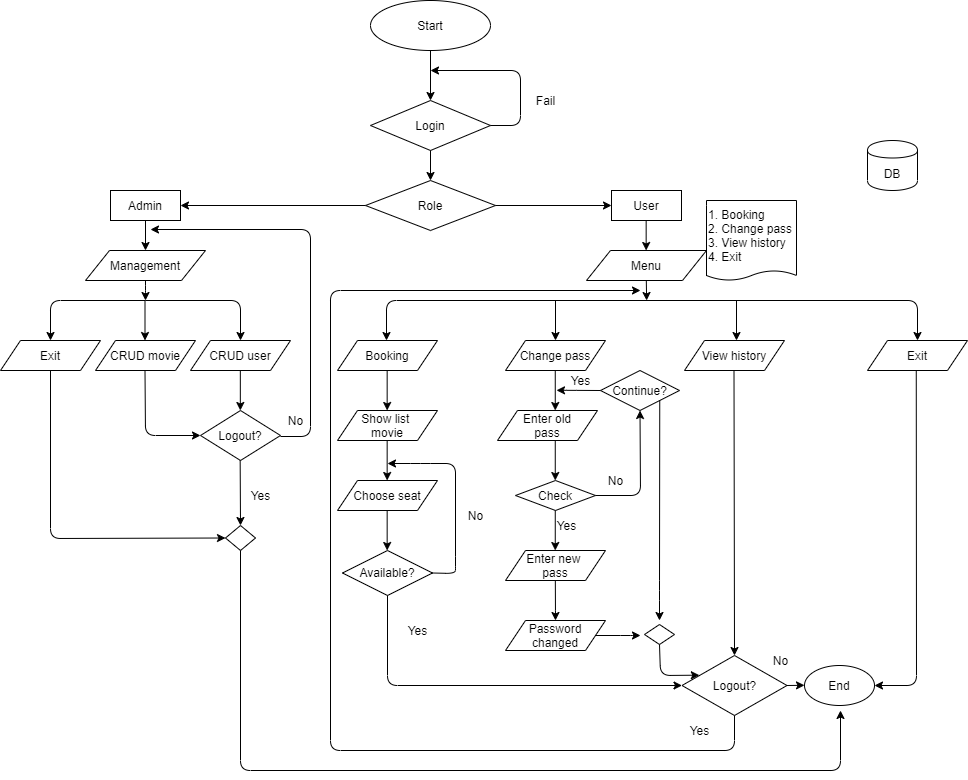 Start
Fail
Login
DB
Admin
Role
User
1. Booking
2. Change pass
3. View history
4. Exit
Management
Menu
Exit
CRUD movie
CRUD user
Booking
Change pass
View history
Exit
Yes
Continue?
No
Logout?
Show list
movie
Enter old
pass
No
Yes
Choose seat
Check
No
Yes
Available?
Enter new
pass
Yes
Password
changed
No
Logout?
End
Yes